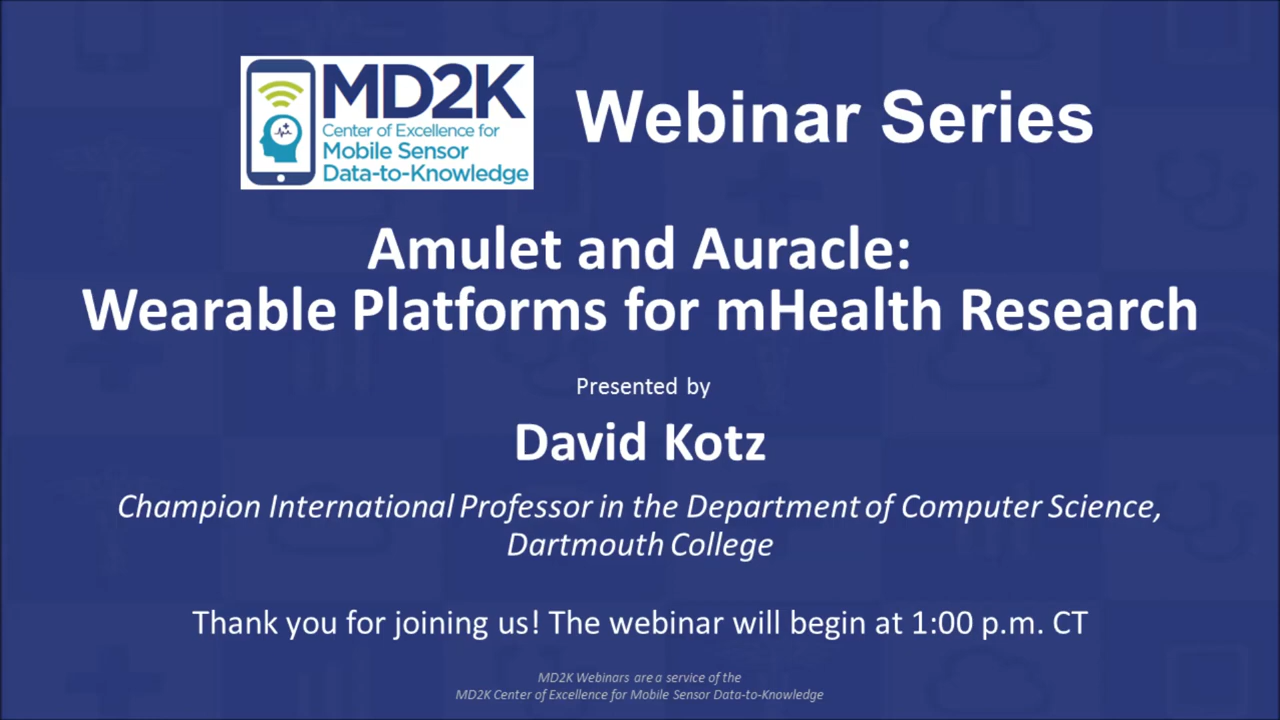 MD2K
Center of Excellence for
Mobile Sensor
Data-to-Knowledge
Webinar Series
Amulet and Auracle:
Wearable Platforms for mHealth Research
Presented by
David Kotz
Champion International Professor in the Department of Computer Science,
Dartmouth College
Thank you for joining us! The webinar will begin at 1:00 p.m. CT
MD2K Webinars are a service of the
MD2K Center of Excellence for Mobile Sensor Data-to-Knowledge